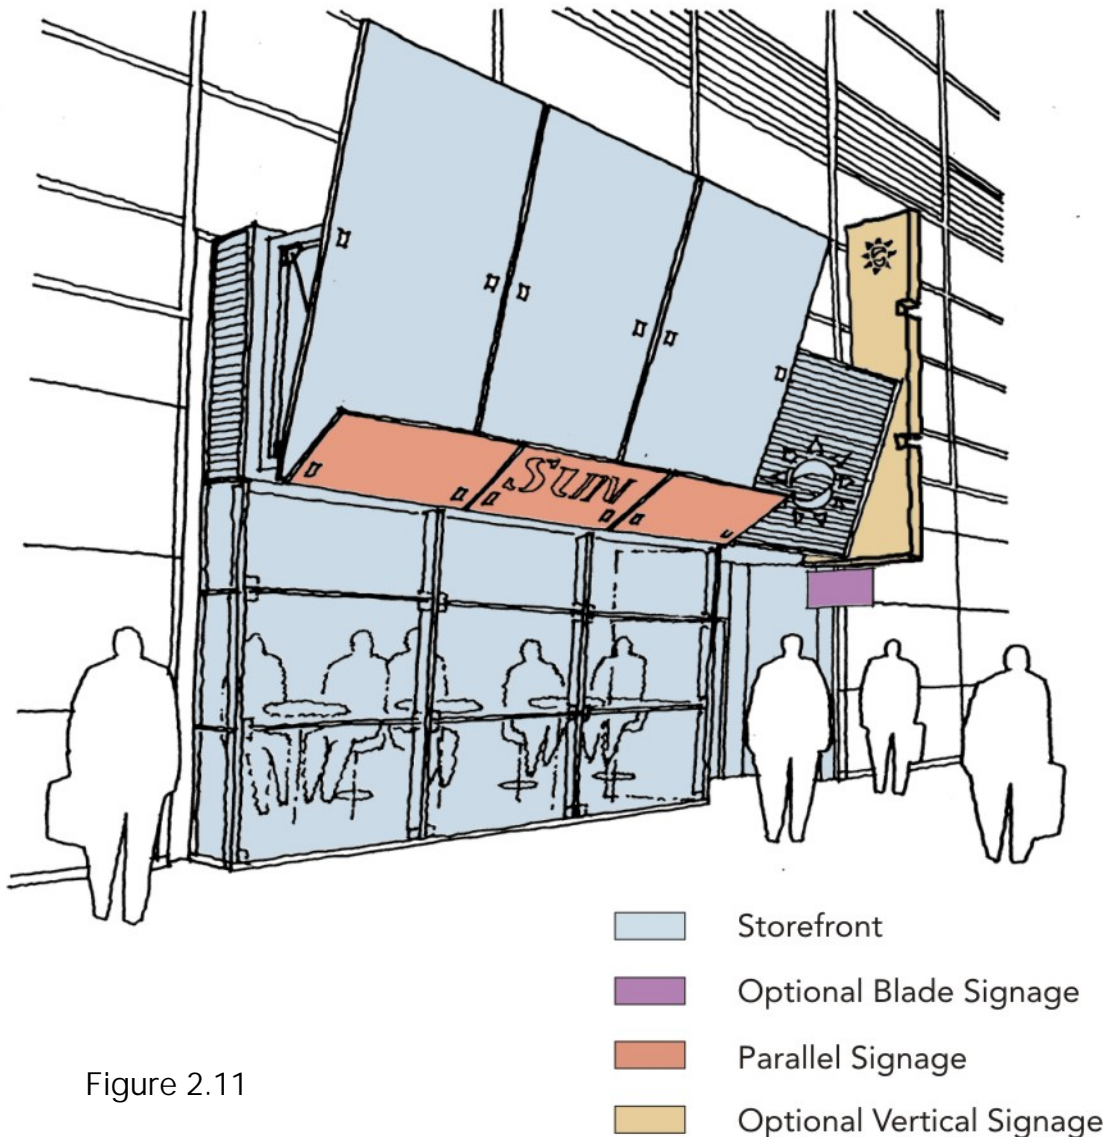 SUN
Storefront
Optional Blade Signage
Parallel Signage
Optional Vertical Signage
Figure 2.11